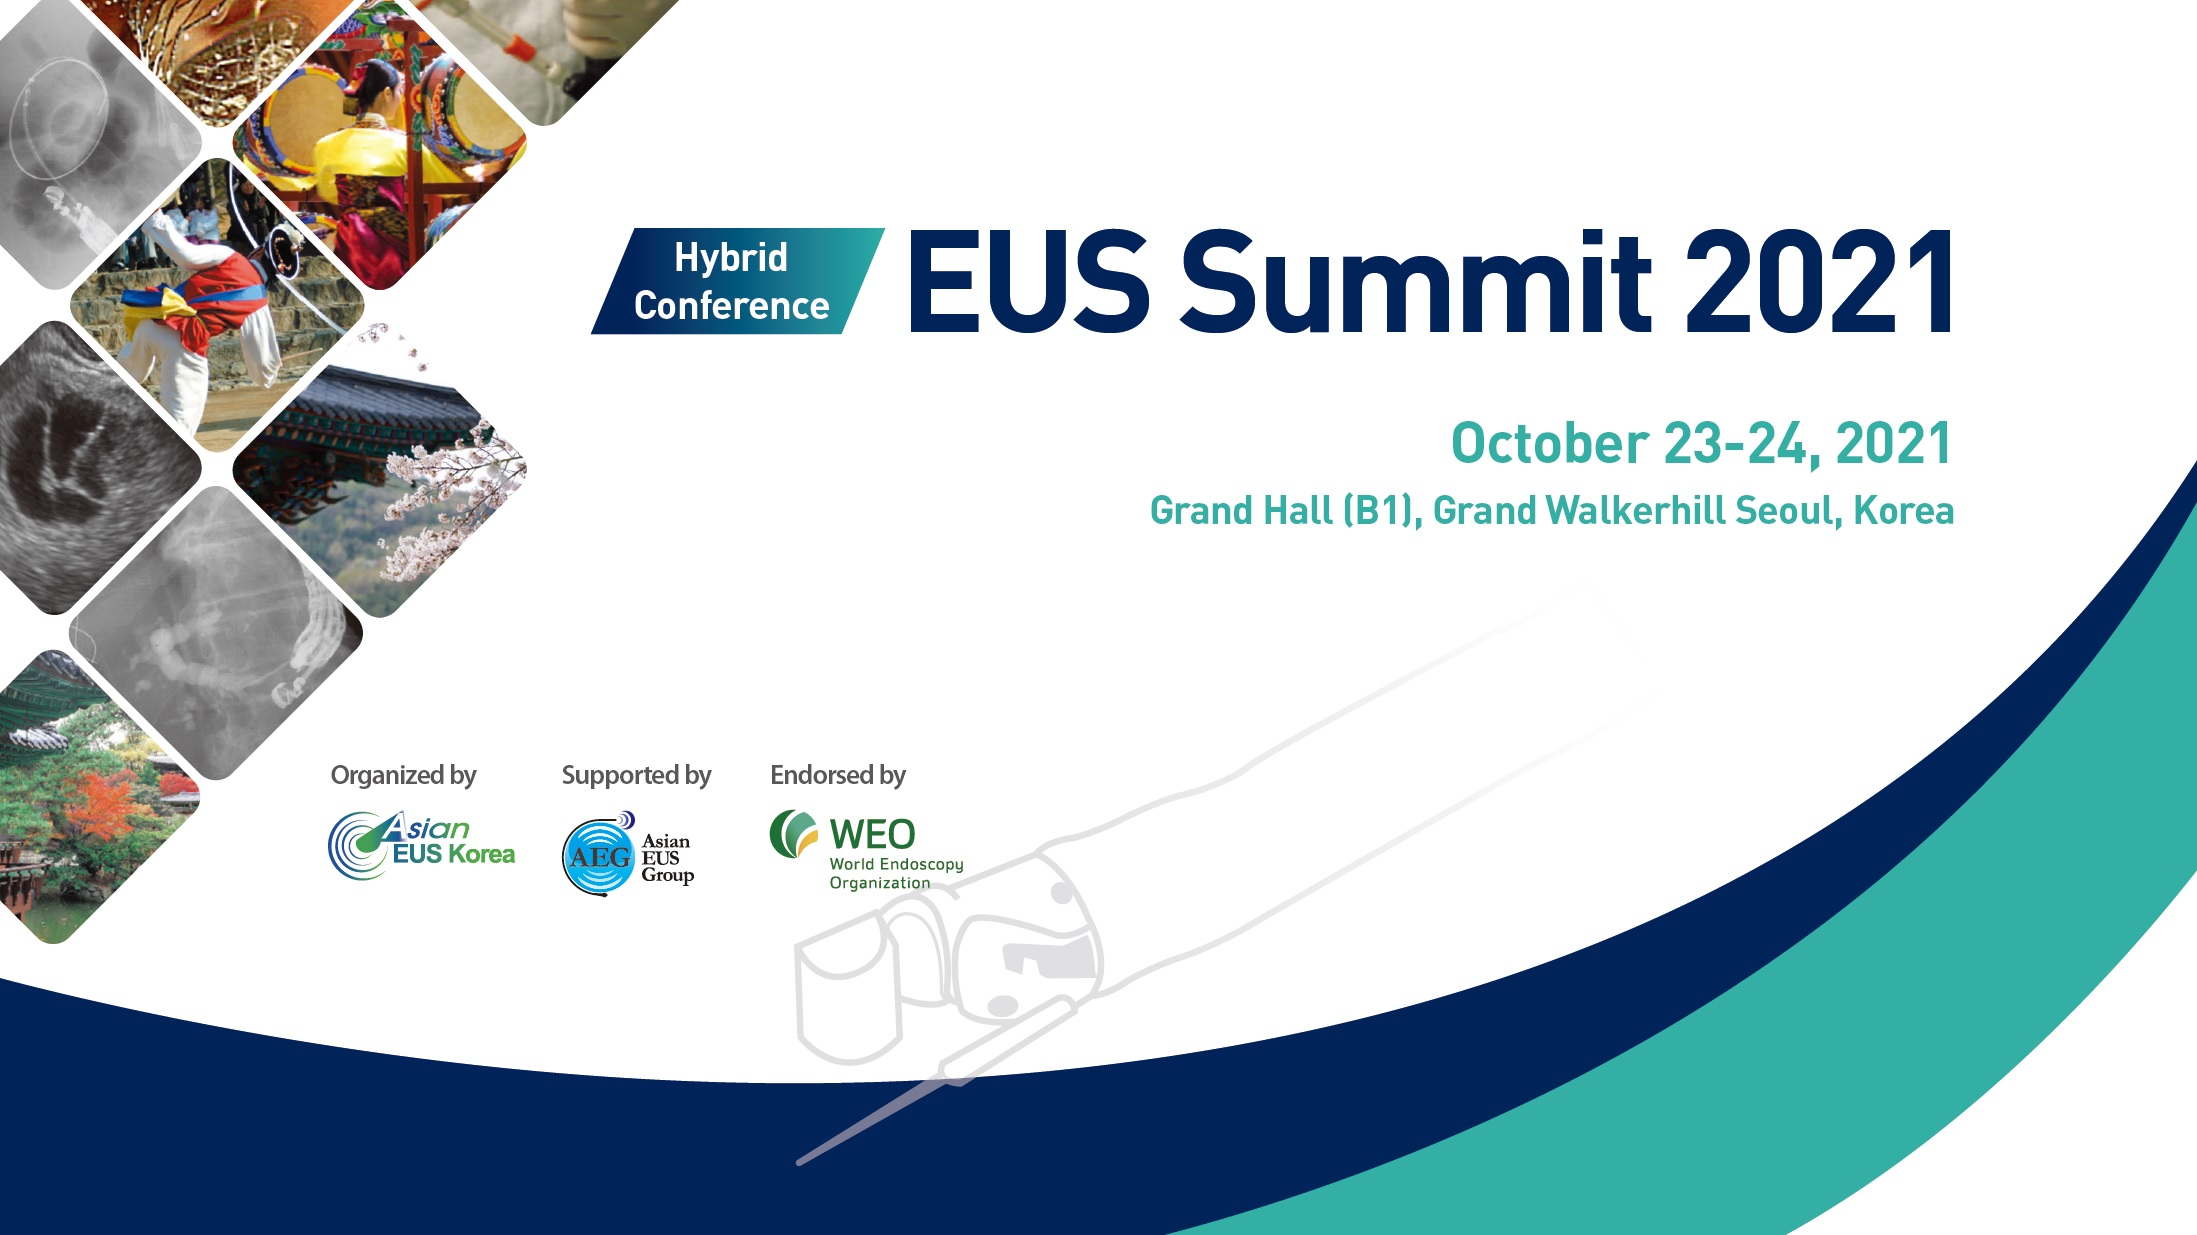 Hybrid
Conference
EUS Summit 2021
October 23-24, 2021
Grand Hall (B1), Grand Walkerhill Seoul, Korea
Organized by
Asian
EUS Korea
Supported by
AEG
Asian
EUS
Group
Endorsed by
WEO
World Endoscopy
Organization